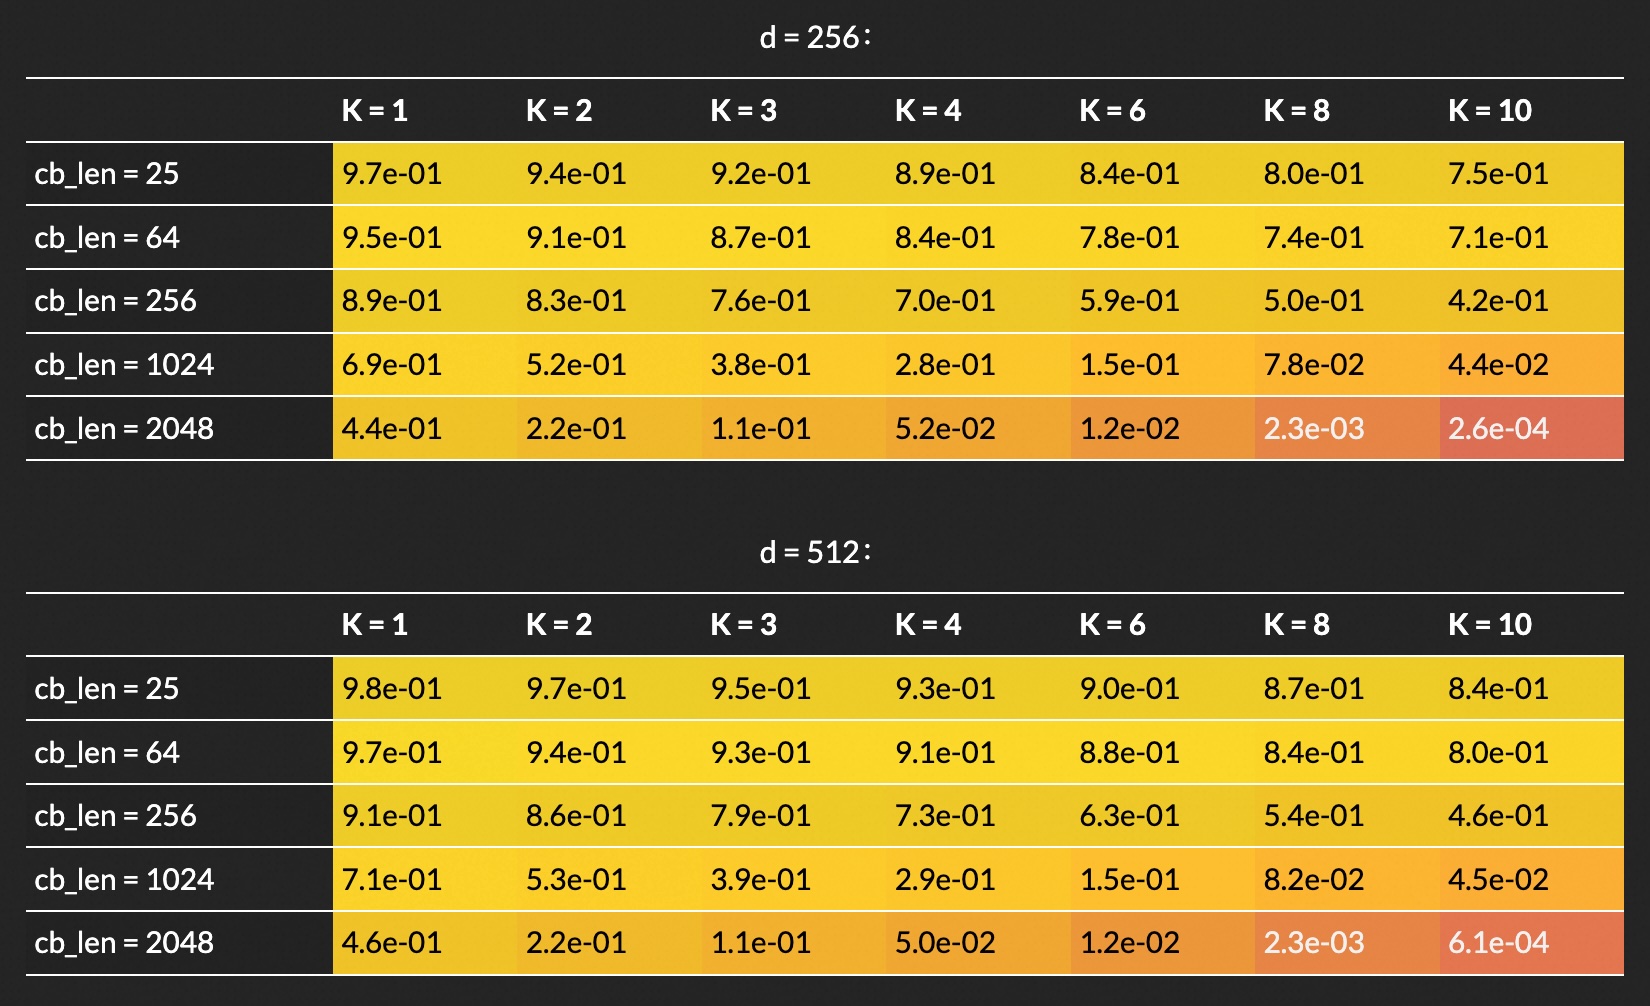 d = 256:
K = 1 K = 2 K = 3 K = 4 K = 6 K = 8 K = 10
cb_len = 25 9.7e-01 9.4e-01 9.2e-01 8.9e-01 8.4e-01 8.0e-01 7.5e-01
cb_len = 64 9.5e-01 9.1e-01 8.7e-01 8.4e-01 7.8e-01 7.4e-01 7.1e-01
cb_len = 256 8.9e-01 8.3e-01 7.6e-01 7.0e-01 5.9e-01 5.0e-01 4.2e-01
cb_len = 1024 6.9e-01 5.2e-01 3.8e-01 2.8e-01 1.5e-01 7.8e-02 4.4e-02
cb_len = 2048 4.4e-01 2.2e-01 1.1e-01 5.2e-02 1.2e-02 2.3e-03 2.6e-04
d = 512:
K = 1 K = 2 K = 3 K = 4 K = 6 K = 8 K = 10
cb_len = 25 9.8e-01 9.7e-01 9.5e-01 9.3e-01 9.0e-01 8.7e-01 8.4e-01
cb_len = 64 9.7e-01 9.4e-01 9.3e-01 9.1e-01 8.8e-01 8.4e-01 8.0e-01
cb_len = 256 9.1e-01 8.6e-01 7.9e-01 7.3e-01 6.3e-01 5.4e-01 4.6e-01
cb_len = 1024 7.1e-01 5.3e-01 3.9e-01 2.9e-01 1.5e-01 8.2e-02 4.5e-02
cb_len = 2048 4.6e-01 2.2e-01 1.1e-01 5.0e-02 1.2e-02 2.3e-03 6.1e-04